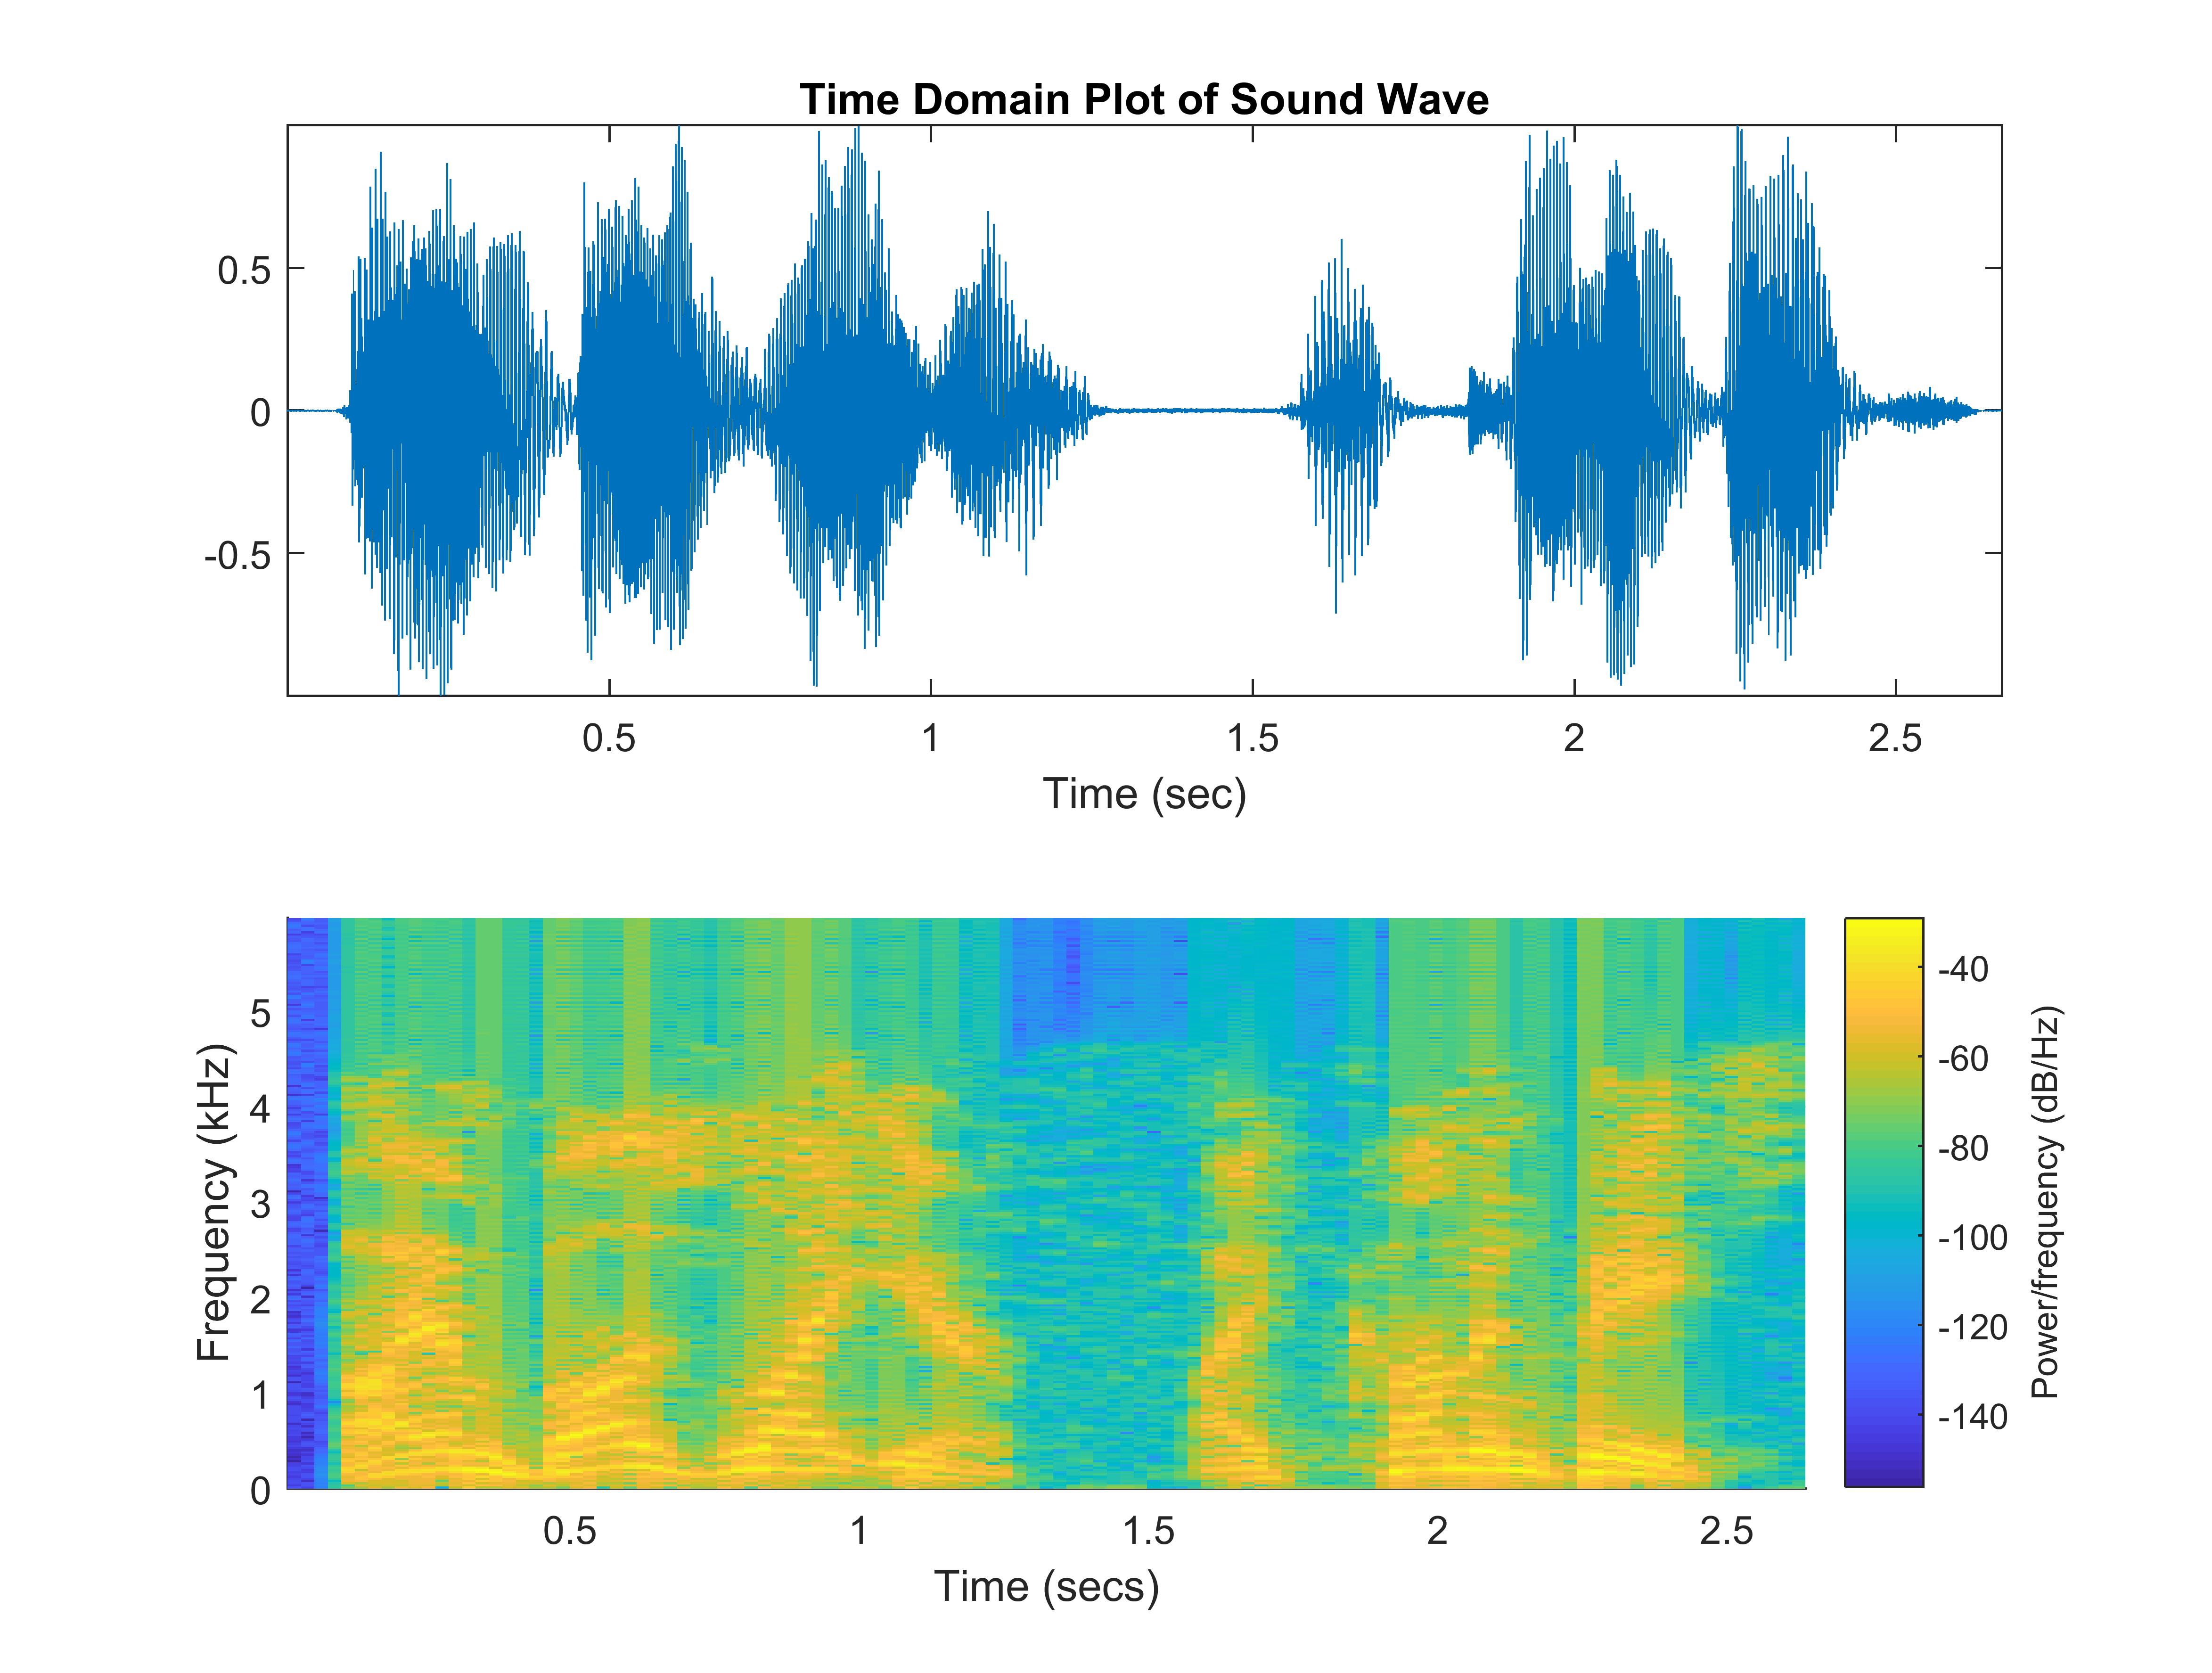 Time Domain Plot of Sound Wave
0.5
0
-0.5
0.5 1 1.5 2 2.5
Time (sec)
Frequency (kHz)
5
4
3
2
1
0
0.5 1 1.5 2 2.5
Time (secs)
-40
-60
-80
-100
-120
-140
Power/frequency (dB/Hz)